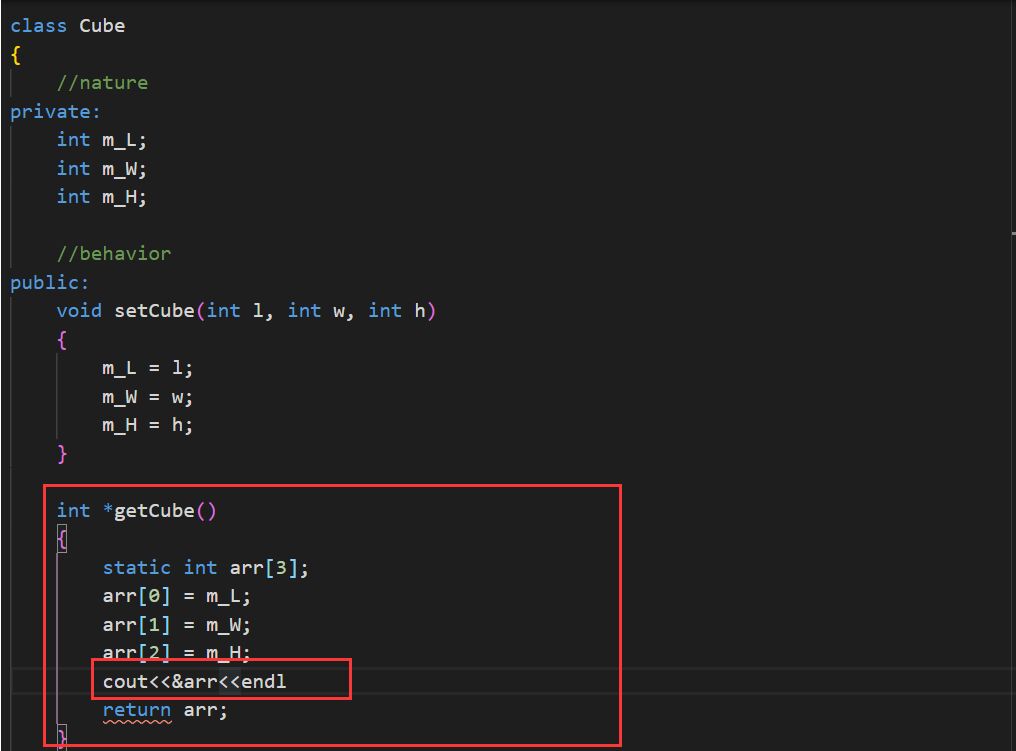 class Cube
{
//nature
private:
int m_L;
int m_W;
int m_H;
//behavior
public:
void setCube(int l, int w, int h)
{
m_L = l;
m_W = w;
m_H = h;
}
int *getCube()
{
static int arr[3];
arr[0] = m_L;
arr[1] = m_W;
arr[2] = m_H;
cout<<&arr<<endl
return arr;
}